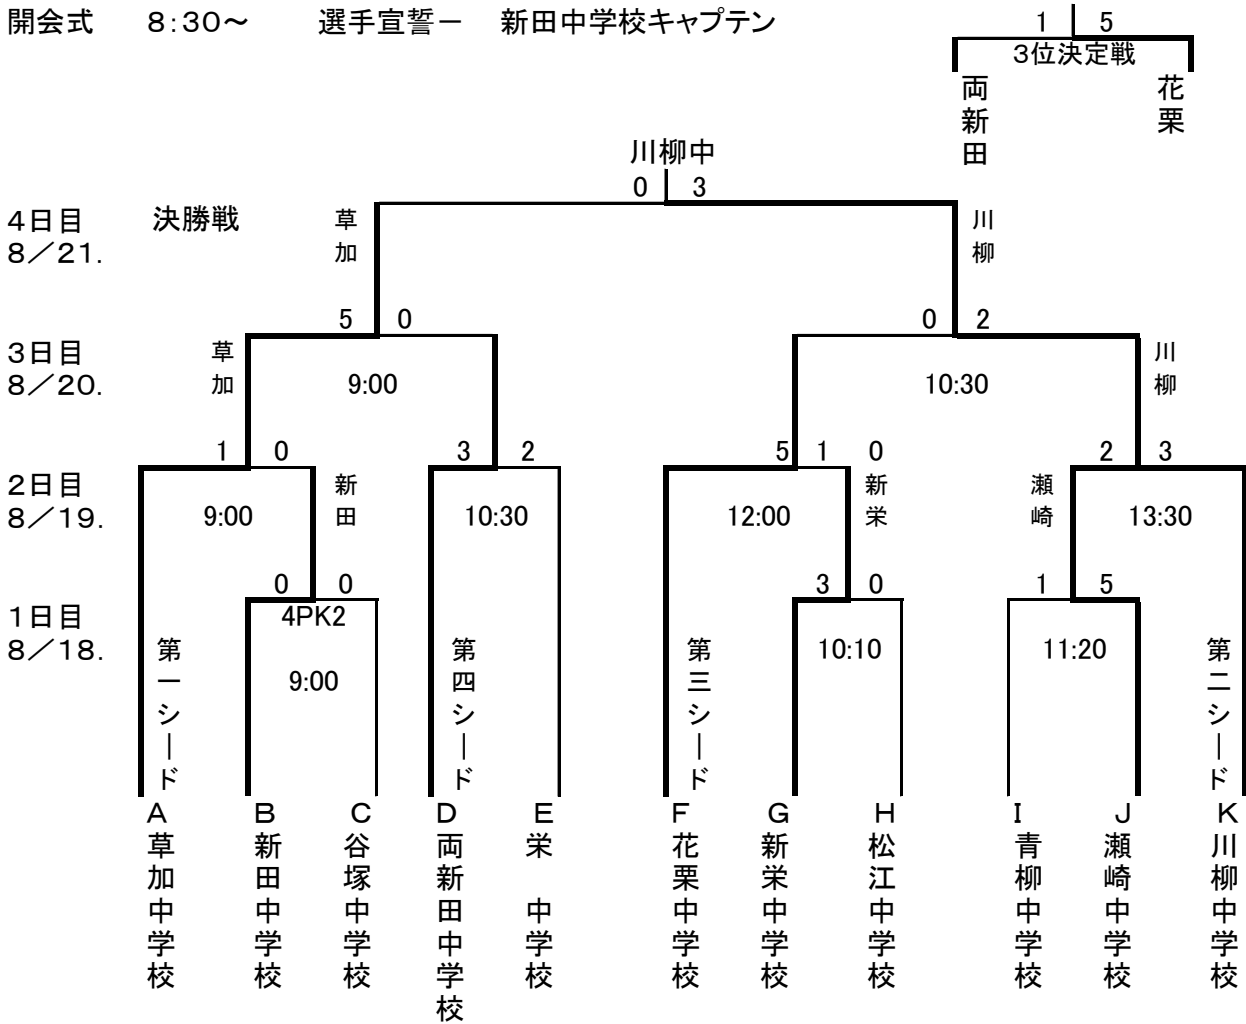 開会式　8：30～　選手宣誓－　新田中学校キャプテン
1 5
3位決定戦
両新田
花栗
川柳中
0 3
4日目
8／21.
決勝戦
草加
川柳
5 0
0 2
3日目
8／20.
草加
9:00
10:30
川柳
1 0
3 2
5 1 0
2 3
2日目
8／19.
9:00
新田
10:30
12:00
新栄
瀬崎
13:30
0 0
4PK2
3 0
1 5
1日目
8／18.
第一シード
9:00
第四シード
第三シード
10:10
11:20
第二シード
A 草加中学校
B 新田中学校
C 谷塚中学校
D 両新田中学校
E 栄　中学校
F 花栗中学校
G 新栄中学校
H 松江中学校
I 青柳中学校
J 瀬崎中学校
K 川柳中学校